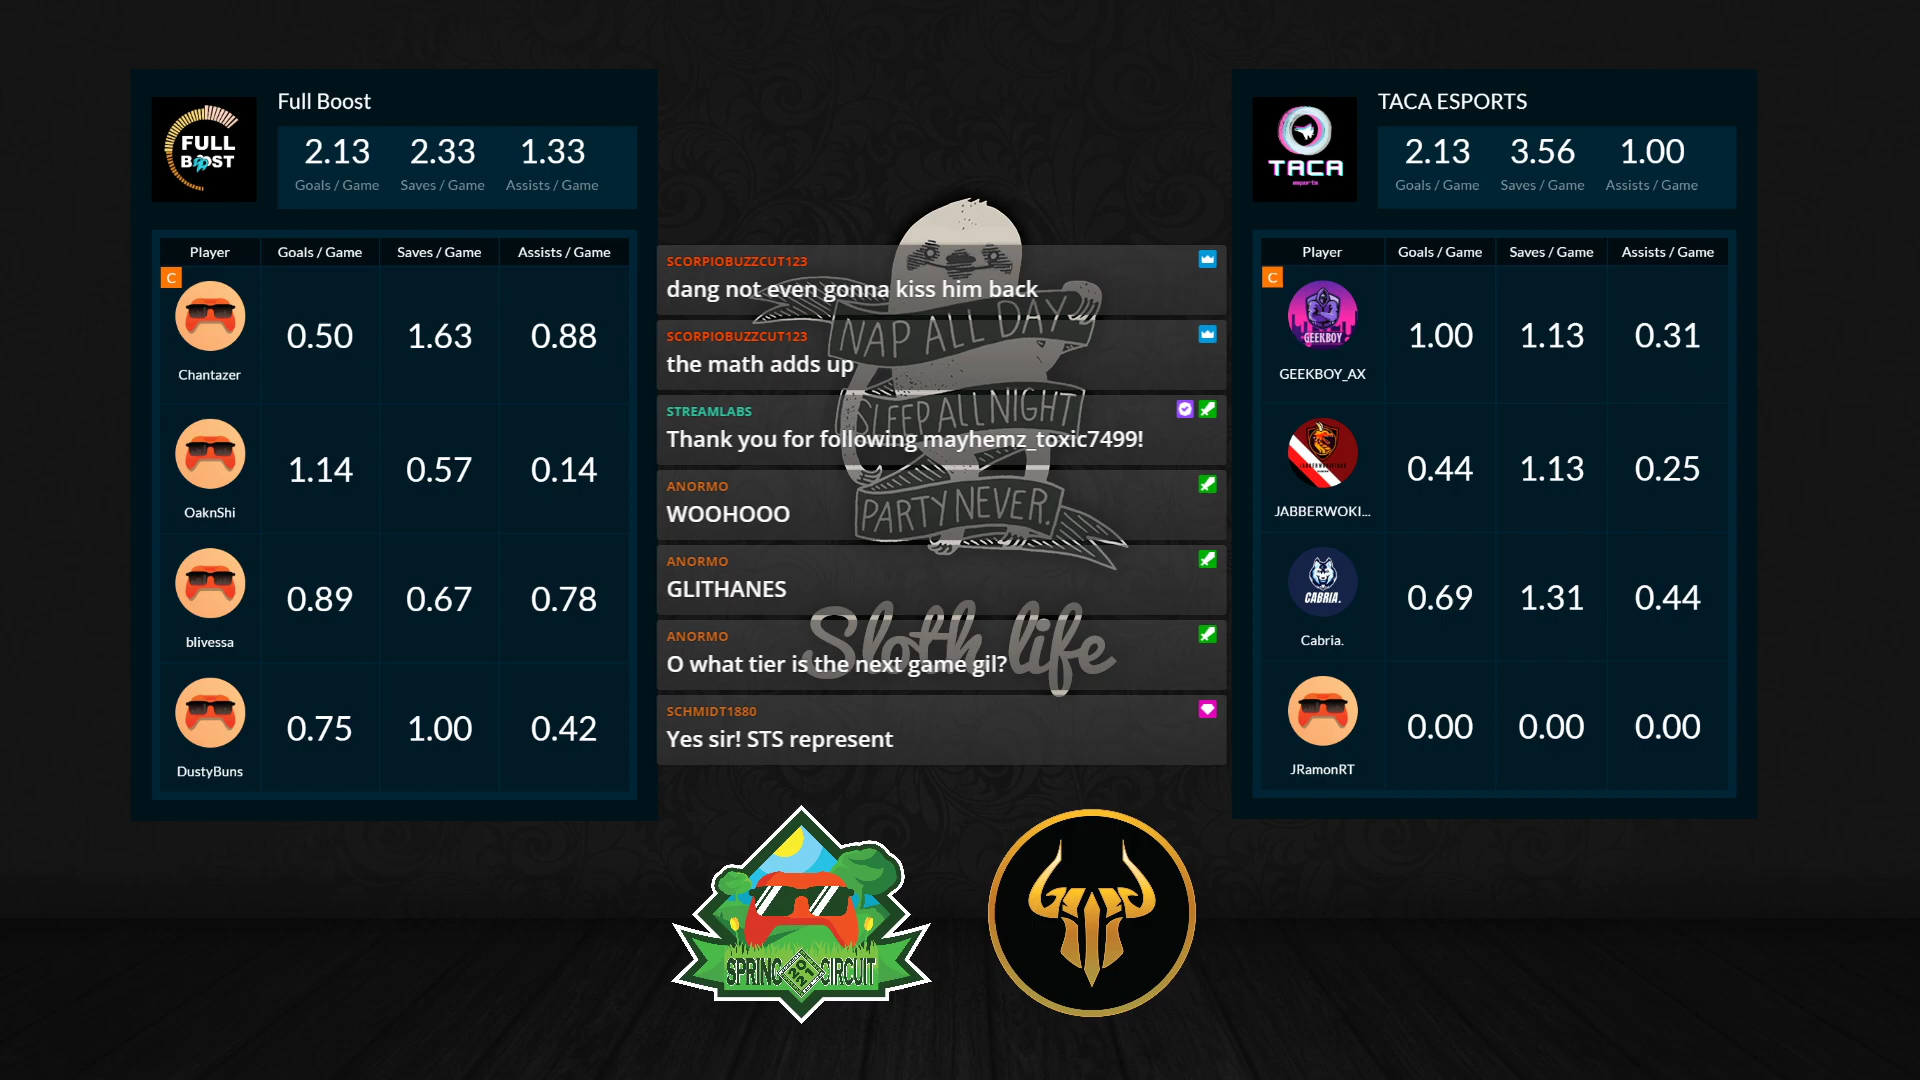 FULL
BOST
Full Boost
2.13 2.33 1.33
Goals / Game Saves / Game Assists / Game
Player Goals / Game Saves / Game Assists / Game
C
0.50 1.63 0.88
Chantazer
1.14 0.57 0.14
OaknShi
0.89 0.67 0.78
blivessa
0.75 1.00 0.42
DustyBuns
SCORPIOBUZZCUT123
dang not even gonna kiss him back
SCORPIOBUZZCUT123
the math adds up
STREAMLABS
Thank you for following mayhemz_toxic7499!
ANORMO
WOOHOOO
ANORMO
GLITHANES
ANORMO
O what tier is the next game gil?
SCHMIDT1880
Yes sir! STS represent
NAP ALL DAY
SLEEP ALL NIGHT
PARTY NEVER.
Sloth life
TACA
esports
TACA ESPORTS
2.13 3.56 1.00
Goals / Game Saves / Game Assists / Game
Player Goals / Game Saves / Game Assists / Game
C
GEEKBOY
1.00 1.13 0.31
GEEKBOY_AX
0.44 1.13 0.25
JABBERWOKI...
CABRIA.
0.69 1.31 0.44
Cabria.
0.00 0.00 0.00
JRamonRT
SPRING 2021 CIRCUIT